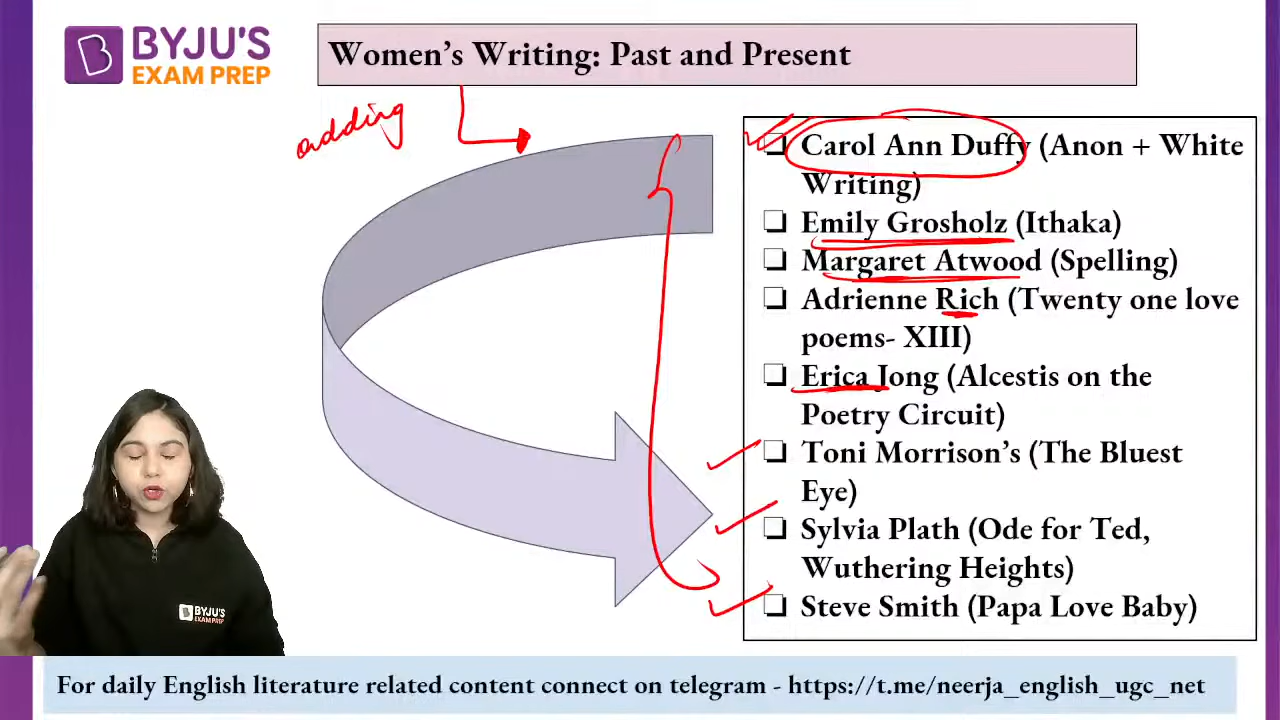 BYJU'S
EXAM PREP
Women's Writing: Past and Present
adding
Carol Ann Duffy (Anon + White
Writing)
Emily Grosholz (Ithaka)
Margaret Atwood (Spelling)
Adrienne Rich (Twenty one love
poems- XIII)
Erica Jong (Alcestis on the
Poetry Circuit)
Toni Morrison's (The Bluest
Eye)
Sylvia Plath (Ode for Ted,
Wuthering Heights)
Steve Smith (Papa Love Baby)
BYJU'S
EXAM PREP
For daily English literature related content connect on telegram - https://t.me/neerja_english_ugc_net